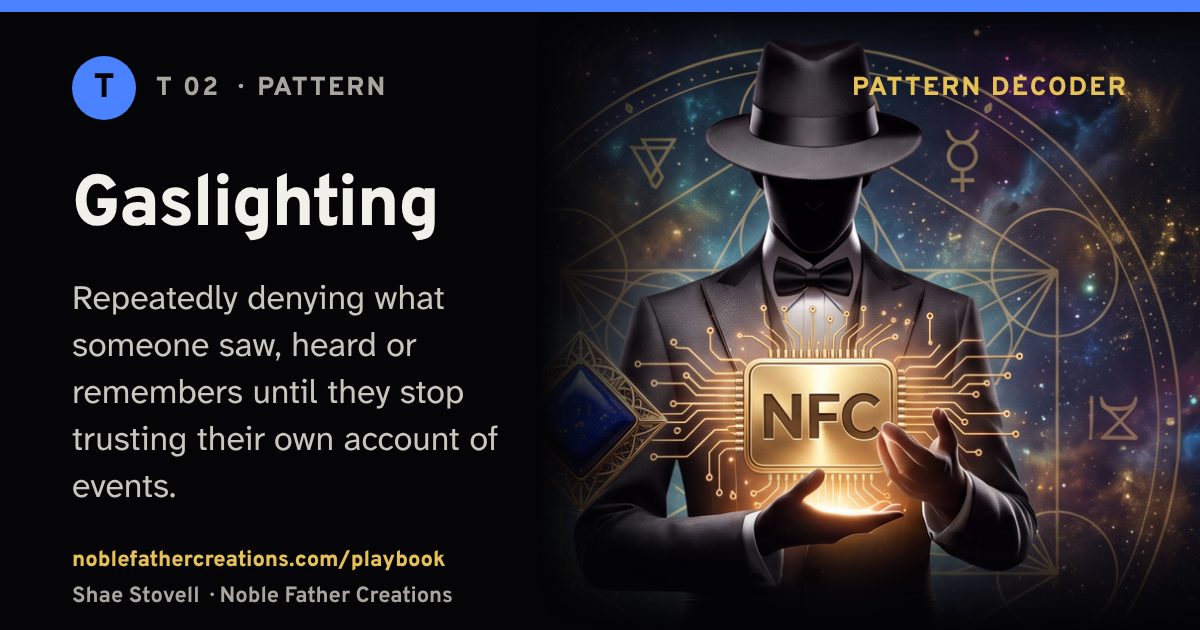 T
T 02 · PATTERN
PATTERN DECODER
Gaslighting
Repeatedly denying what
someone saw, heard or
remembers until they stop
trusting their own account of
events.
NFC
noblefathercreations.com/playbook
Shae Stovell · Noble Father Creations